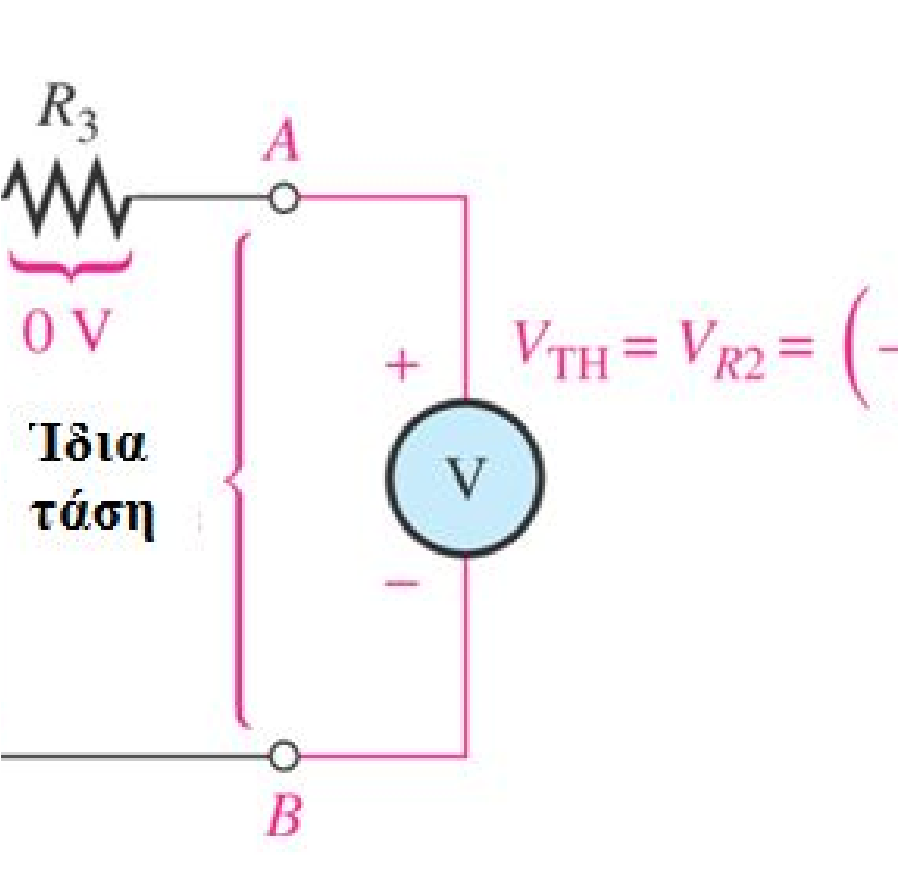 R3
A
0 V
+
VTH = VR2 = (
Ίδια
τάση
V
−
B